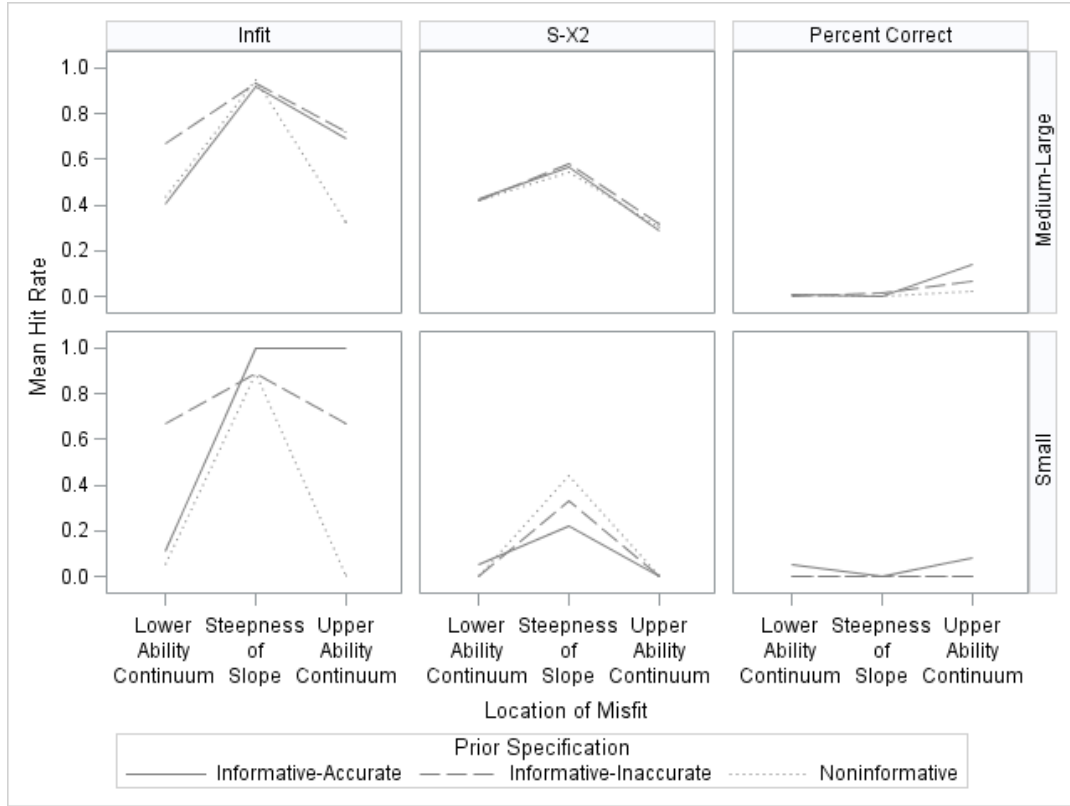 Infit
S-X2
Percent Correct
Mean Hit Rate
1.0
0.8
0.6
0.4
0.2
0.0
Medium-Large
1.0
0.8
0.6
0.4
0.2
0.0
Small
Lower Ability Continuum
Steepness of Slope
Upper Ability Continuum
Lower Ability Continuum
Steepness of Slope
Upper Ability Continuum
Lower Ability Continuum
Steepness of Slope
Upper Ability Continuum
Location of Misfit
Prior Specification
Informative-Accurate
Informative-Inaccurate
Noninformative